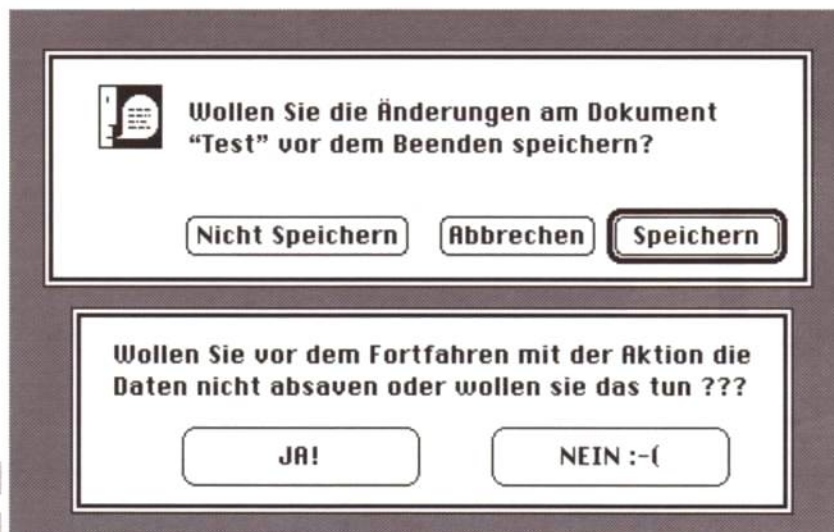 Wollen Sie die Änderungen am Dokument
“Test” vor dem Beenden speichern?
Nicht Speichern Abbrechen Speichern
Wollen Sie vor dem Fortfahren mit der Aktion die
Daten nicht absaven oder wollen sie das tun ???
JA! NEIN :-(